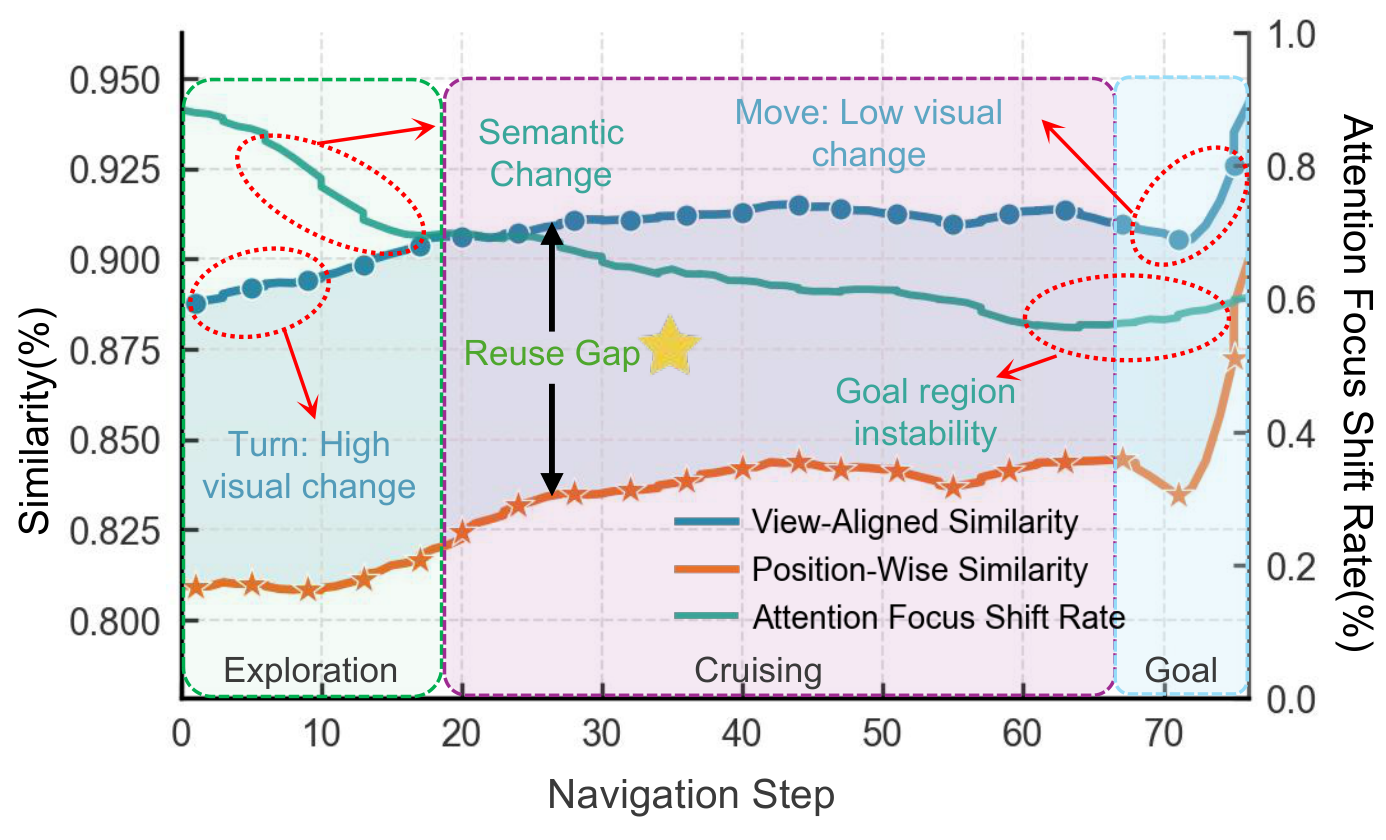 1.0
0.950
Move: Low visual
change
Semantic
Change
0.925
0.8
0.900
0.6
0.875
Reuse Gap
Goal region
instability
0.850
0.4
Turn: High
visual change
0.825
View-Aligned Similarity
Position-Wise Similarity
0.2
Attention Focus Shift Rate
0.800
Exploration
Cruising
Goal
0.0
0
10
20
30
40
50
60
70
Navigation Step
Similarity(%)
Attention Focus Shift Rate(%)